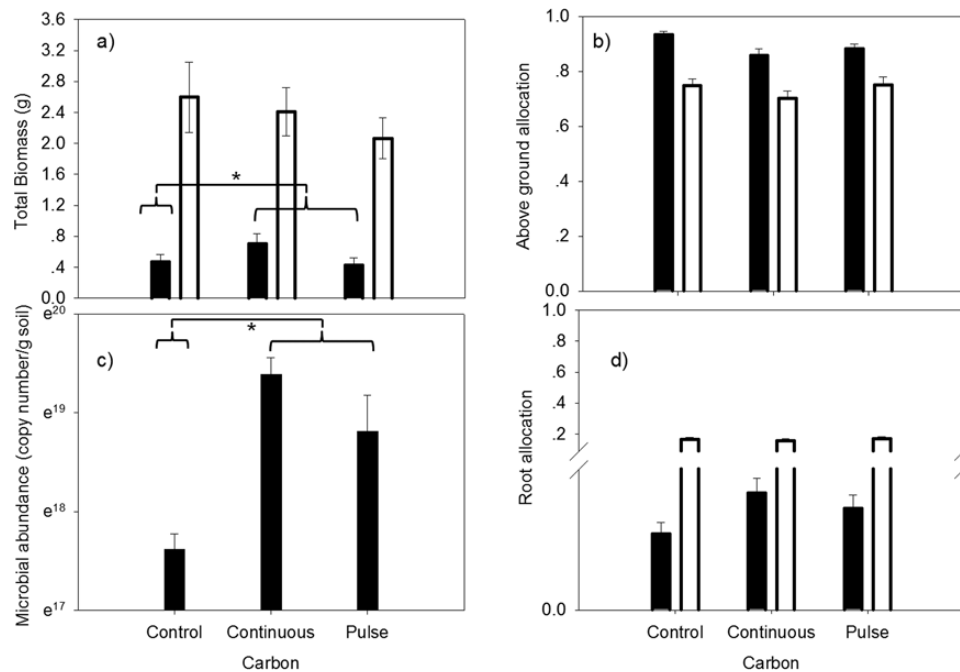 a)
Total Biomass (g)
3.6
3.2
2.8
2.4
2.0
1.6
1.2
.8
.4
0.0
*
b)
Above ground allocation
1.0
.8
.6
.4
.2
0.0
c)
Microbial abundance (copy number/g soil)
e20
e19
e18
e17
*
Control Continuous Pulse
Carbon
d)
Root allocation
1.0
.8
.6
.4
.2
0.0
Control Continuous Pulse
Carbon